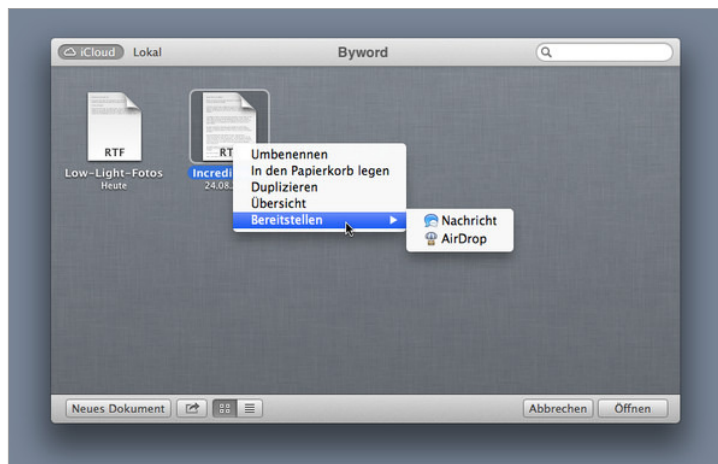 iCloud Lokal Byword
RTF
Low-Light-Fotos
Heute
RT
Incredi
24.08.
Umbenennen
In den Papierkorb legen
Duplizieren
Übersicht
Bereitstellen
Nachricht
AirDrop
Neues Dokument
Abbrechen
Öffnen